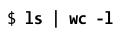 $ ls | wc -l